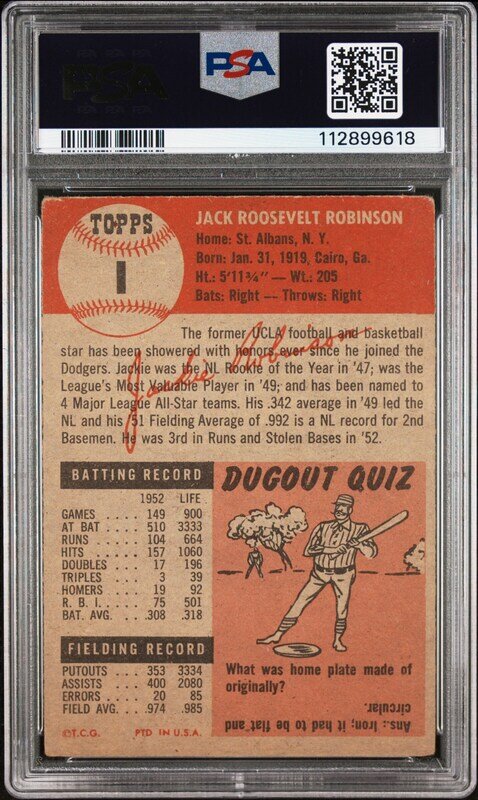 PSA
PSA
112899618
TOPPS
1
JACK ROOSEVELT ROBINSON
Home: St. Albans, N. Y.
Born: Jan. 31, 1919, Cairo, Ga.
Ht.: 5'11¾" — Wt.: 205
Bats: Right — Throws: Right
The former UCLA football and basketball
star has been showered with honors ever since he joined the
Dodgers. Jackie was the NL Rookie of the Year in '47; was the
League's Most Valuable Player in '49; and has been named to
4 Major League All-Star teams. His .342 average in '49 led the
NL and his '51 Fielding Average of .992 is a NL record for 2nd
Basemen. He was 3rd in Runs and Stolen Bases in '52.
Jackie Robinson
BATTING RECORD
1952 LIFE
GAMES .... 149 900
AT BAT .... 510 3333
RUNS .... 104 664
HITS .... 157 1060
DOUBLES ... 17 196
TRIPLES ... 3 39
HOMERS ... 19 92
R. B. I. .... 75 501
BAT. AVG. .. .308 .318
FIELDING RECORD
PUTOUTS ... 353 3334
ASSISTS ... 400 2080
ERRORS ... 20 85
FIELD AVG. .. .974 .985
©T.C.G. PTD IN U.S.A.
DUGOUT QUIZ
What was home plate made of
originally?
Ans.: Iron; it had to be flat and
circular.